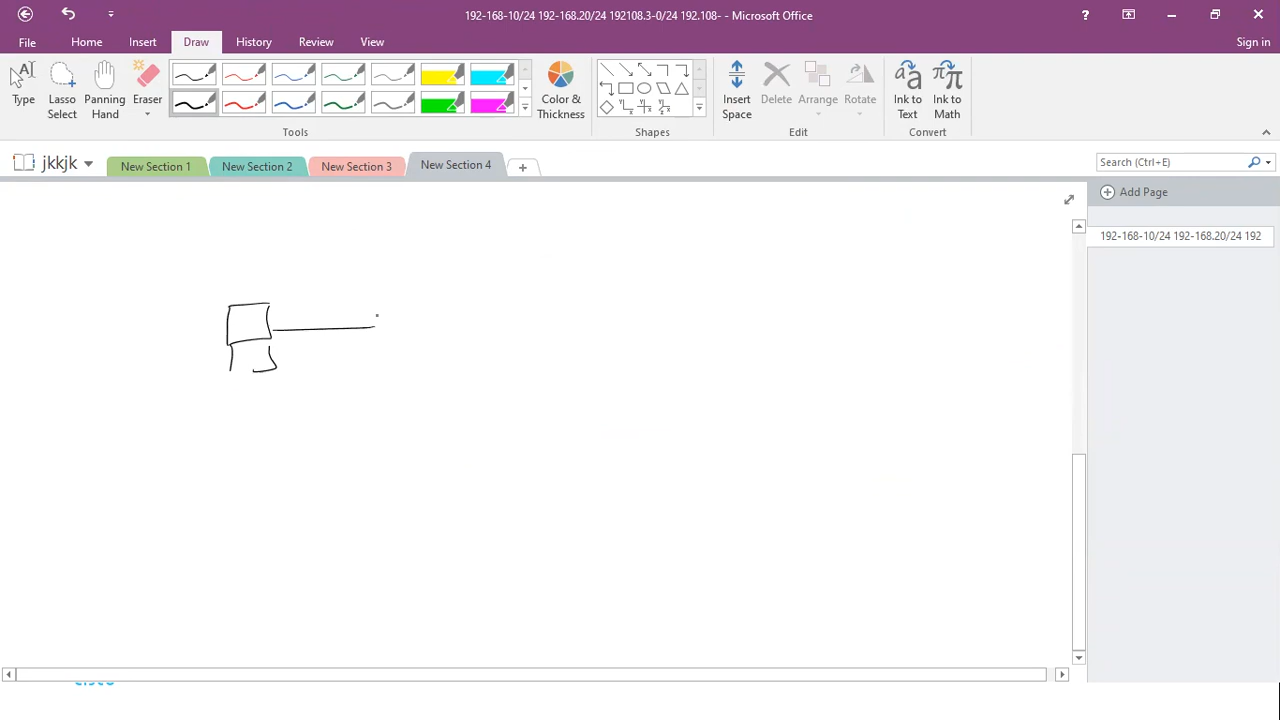 192-168-10/24 192-168.20/24 192108.3-0/24 192.108- - Microsoft Office
?
File
Home
Insert
Draw
History
Review
View
Sign in
Type
Lasso Select
Panning Hand
Eraser
Color & Thickness
Insert Space
Delete
Arrange
Rotate
Ink to Text
Ink to Math
Tools
Shapes
Edit
Convert
jkkjk
New Section 1
New Section 2
New Section 3
New Section 4
Search (Ctrl+E)
Add Page
192-168-10/24 192-168.20/24 192
cisco